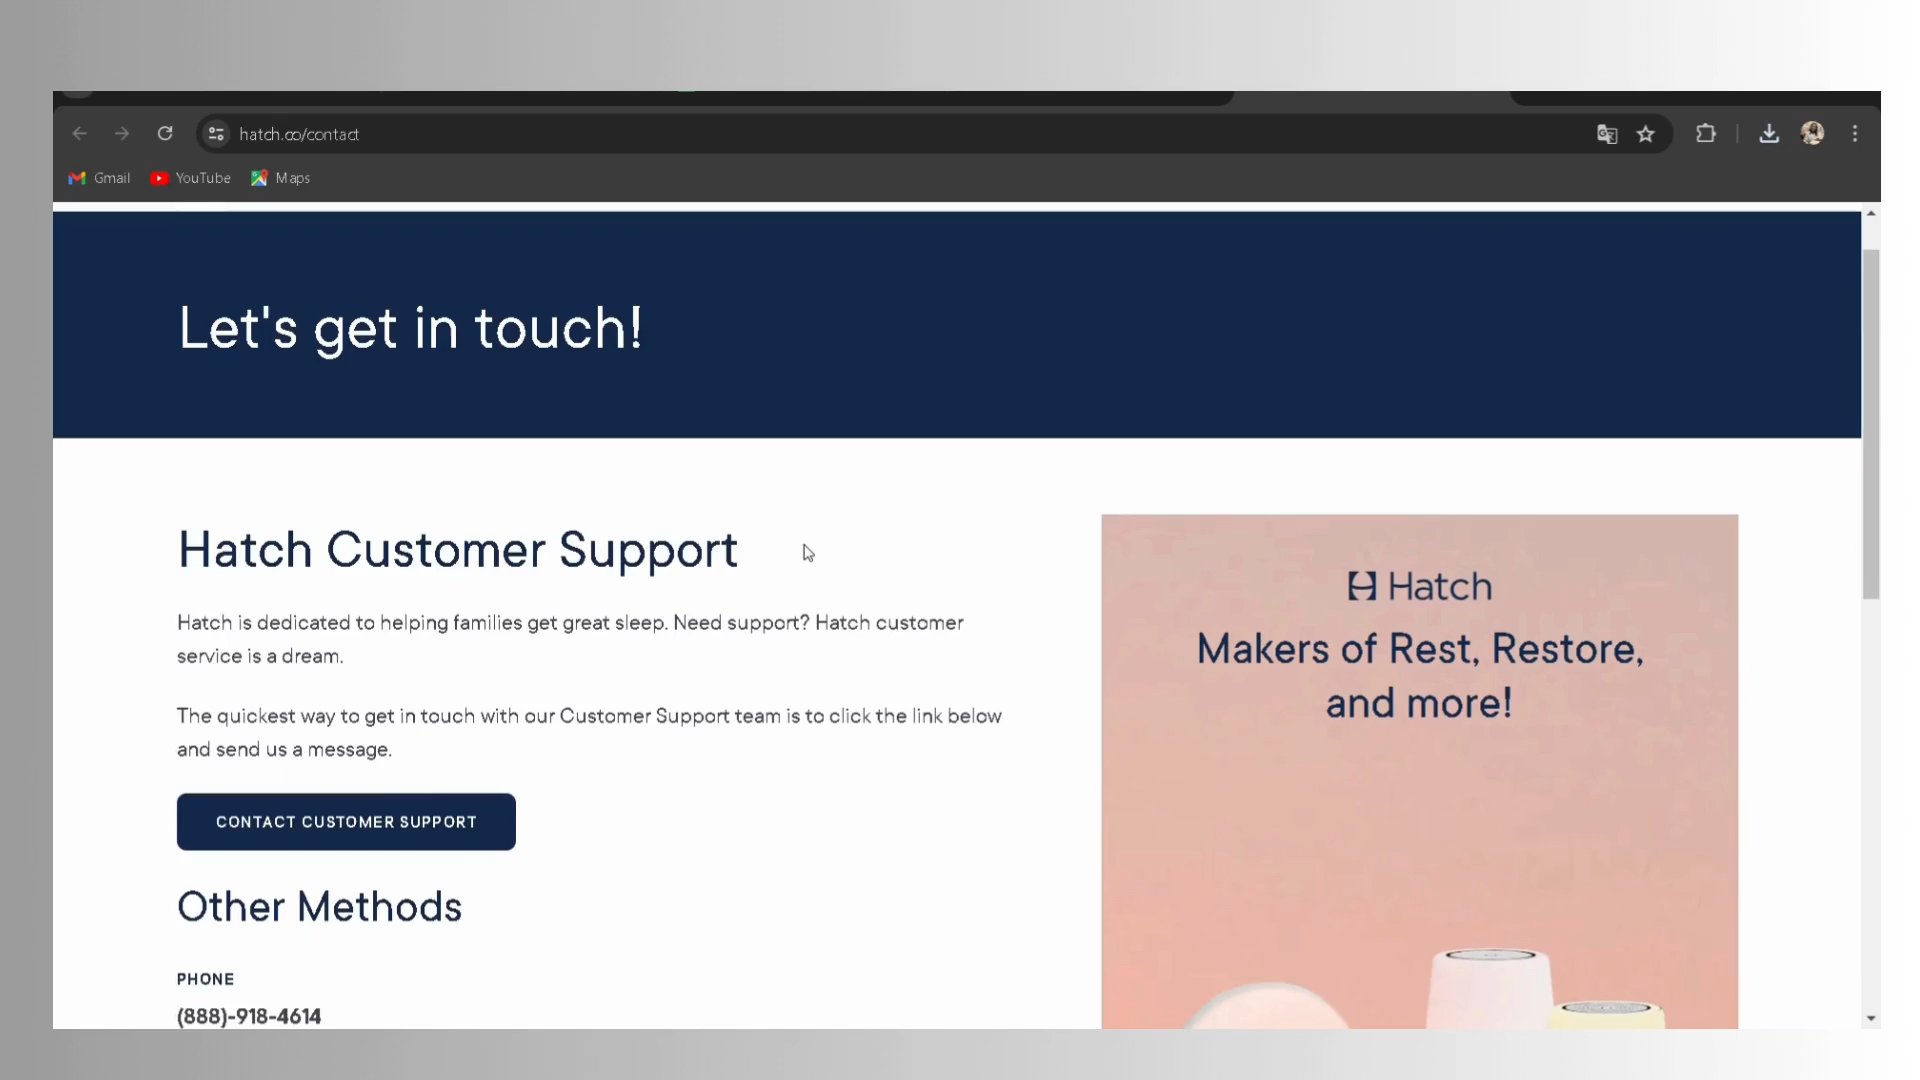 hatch.co/contact
Gmail YouTube Maps
Let's get in touch!
Hatch Customer Support
Hatch is dedicated to helping families get great sleep. Need support? Hatch customer
service is a dream.
The quickest way to get in touch with our Customer Support team is to click the link below
and send us a message.
CONTACT CUSTOMER SUPPORT
Other Methods
PHONE
(888)-918-4614
Hatch
Makers of Rest, Restore,
and more!